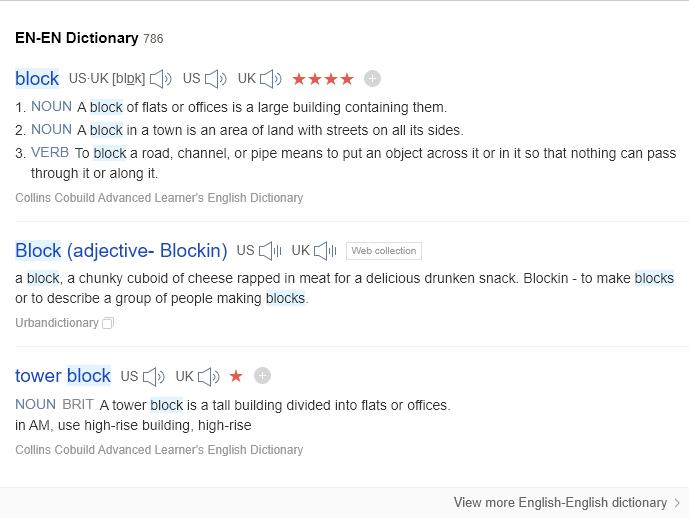 EN-EN Dictionary 786
block US·UK [blɒk] US UK
1. NOUN A block of flats or offices is a large building containing them.
2. NOUN A block in a town is an area of land with streets on all its sides.
3. VERB To block a road, channel, or pipe means to put an object across it or in it so that nothing can pass
through it or along it.
Collins Cobuild Advanced Learner's English Dictionary
Block (adjective- Blockin) US UK Web collection
a block, a chunky cuboid of cheese rapped in meat for a delicious drunken snack. Blockin - to make blocks
or to describe a group of people making blocks.
Urbandictionary
tower block US UK
NOUN BRIT A tower block is a tall building divided into flats or offices.
in AM, use high-rise building, high-rise
Collins Cobuild Advanced Learner's English Dictionary
View more English-English dictionary